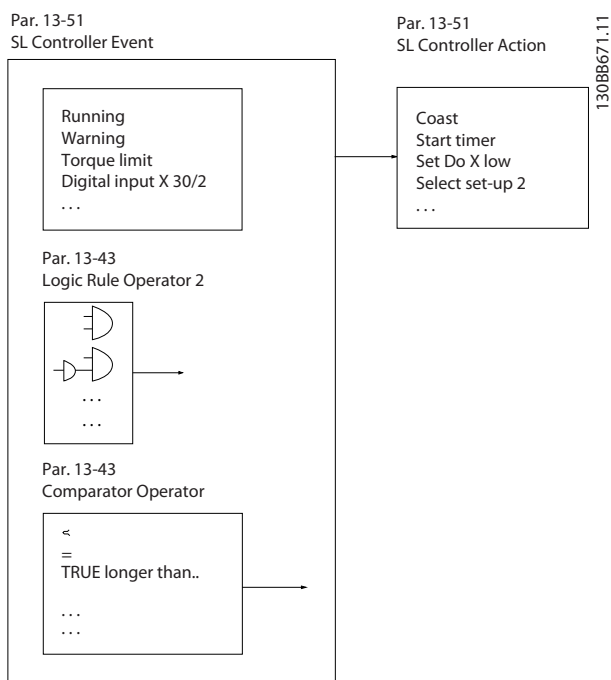 Par. 13-51
SL Controller Event
Par. 13-51
SL Controller Action
130BB671.11
Running
Warning
Torque limit
Digital input X 30/2
...
Coast
Start timer
Set Do X low
Select set-up 2
...
Par. 13-43
Logic Rule Operator 2
...
...
Par. 13-43
Comparator Operator
<
=
TRUE longer than..
...
...